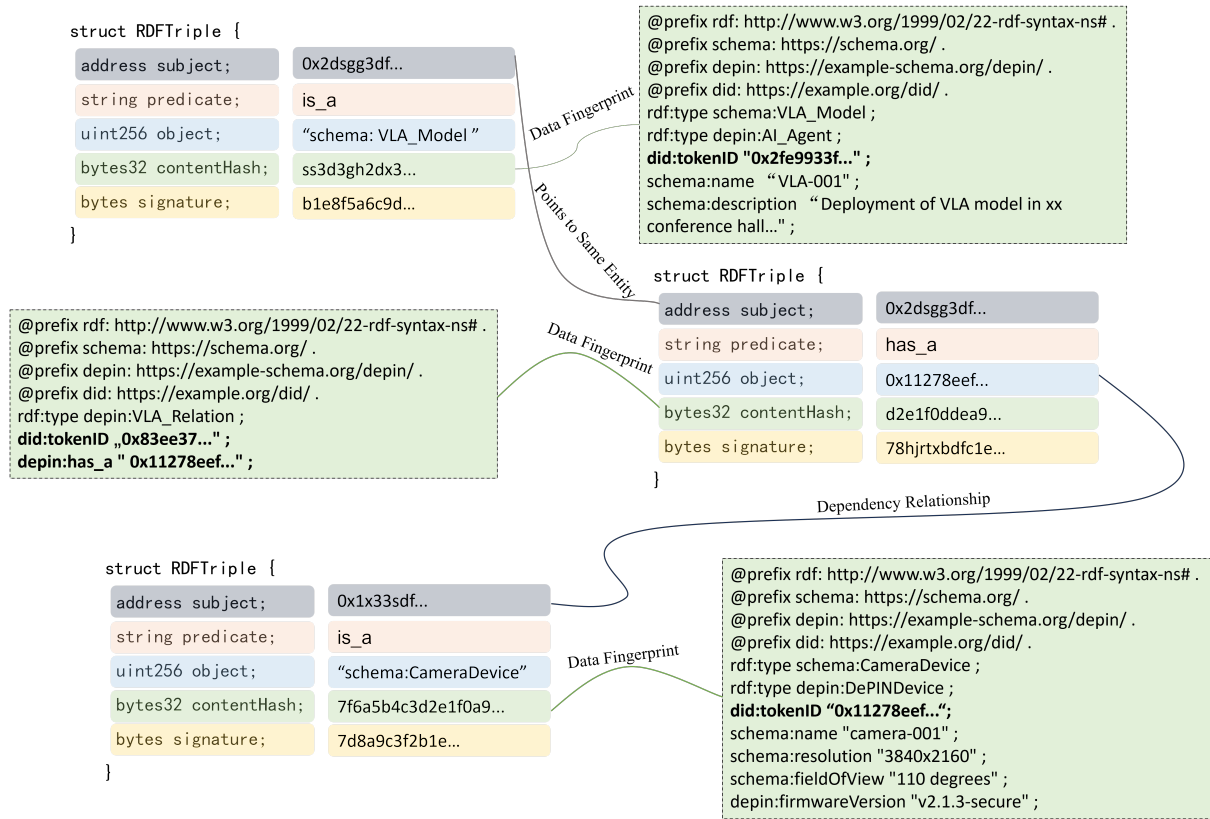 struct RDFTriple {
address subject; 0x2dsgg3df...
string predicate; is_a
uint256 object; “schema: VLA_Model ”
bytes32 contentHash; ss3d3gh2dx3...
bytes signature; b1e8f5a6c9d...
}
Data Fingerprint
@prefix rdf: http://www.w3.org/1999/02/22-rdf-syntax-ns# .
@prefix schema: https://schema.org/ .
@prefix depin: https://example-schema.org/depin/ .
@prefix did: https://example.org/did/ .
rdf:type schema:VLA_Model ;
rdf:type depin:AI_Agent ;
did:tokenID "0x2fe9933f..." ;
schema:name “VLA-001" ;
schema:description “Deployment of VLA model in xx
conference hall..." ;
Points to Same Entity
struct RDFTriple {
address subject; 0x2dsgg3df...
string predicate; has_a
uint256 object; 0x11278eef...
bytes32 contentHash; d2e1f0ddea9...
bytes signature; 78hjrtxbdfc1e...
}
Data Fingerprint
@prefix rdf: http://www.w3.org/1999/02/22-rdf-syntax-ns# .
@prefix schema: https://schema.org/ .
@prefix depin: https://example-schema.org/depin/ .
@prefix did: https://example.org/did/ .
rdf:type depin:VLA_Relation ;
did:tokenID „0x83ee37..." ;
depin:has_a " 0x11278eef..." ;
Dependency Relationship
struct RDFTriple {
address subject; 0x1x33sdf...
string predicate; is_a
uint256 object; “schema:CameraDevice”
bytes32 contentHash; 7f6a5b4c3d2e1f0a9...
bytes signature; 7d8a9c3f2b1e...
}
Data Fingerprint
@prefix rdf: http://www.w3.org/1999/02/22-rdf-syntax-ns# .
@prefix schema: https://schema.org/ .
@prefix depin: https://example-schema.org/depin/ .
@prefix did: https://example.org/did/ .
rdf:type schema:CameraDevice ;
rdf:type depin:DePINDevice ;
did:tokenID “0x11278eef...“;
schema:name "camera-001" ;
schema:resolution "3840x2160" ;
schema:fieldOfView "110 degrees" ;
depin:firmwareVersion "v2.1.3-secure" ;